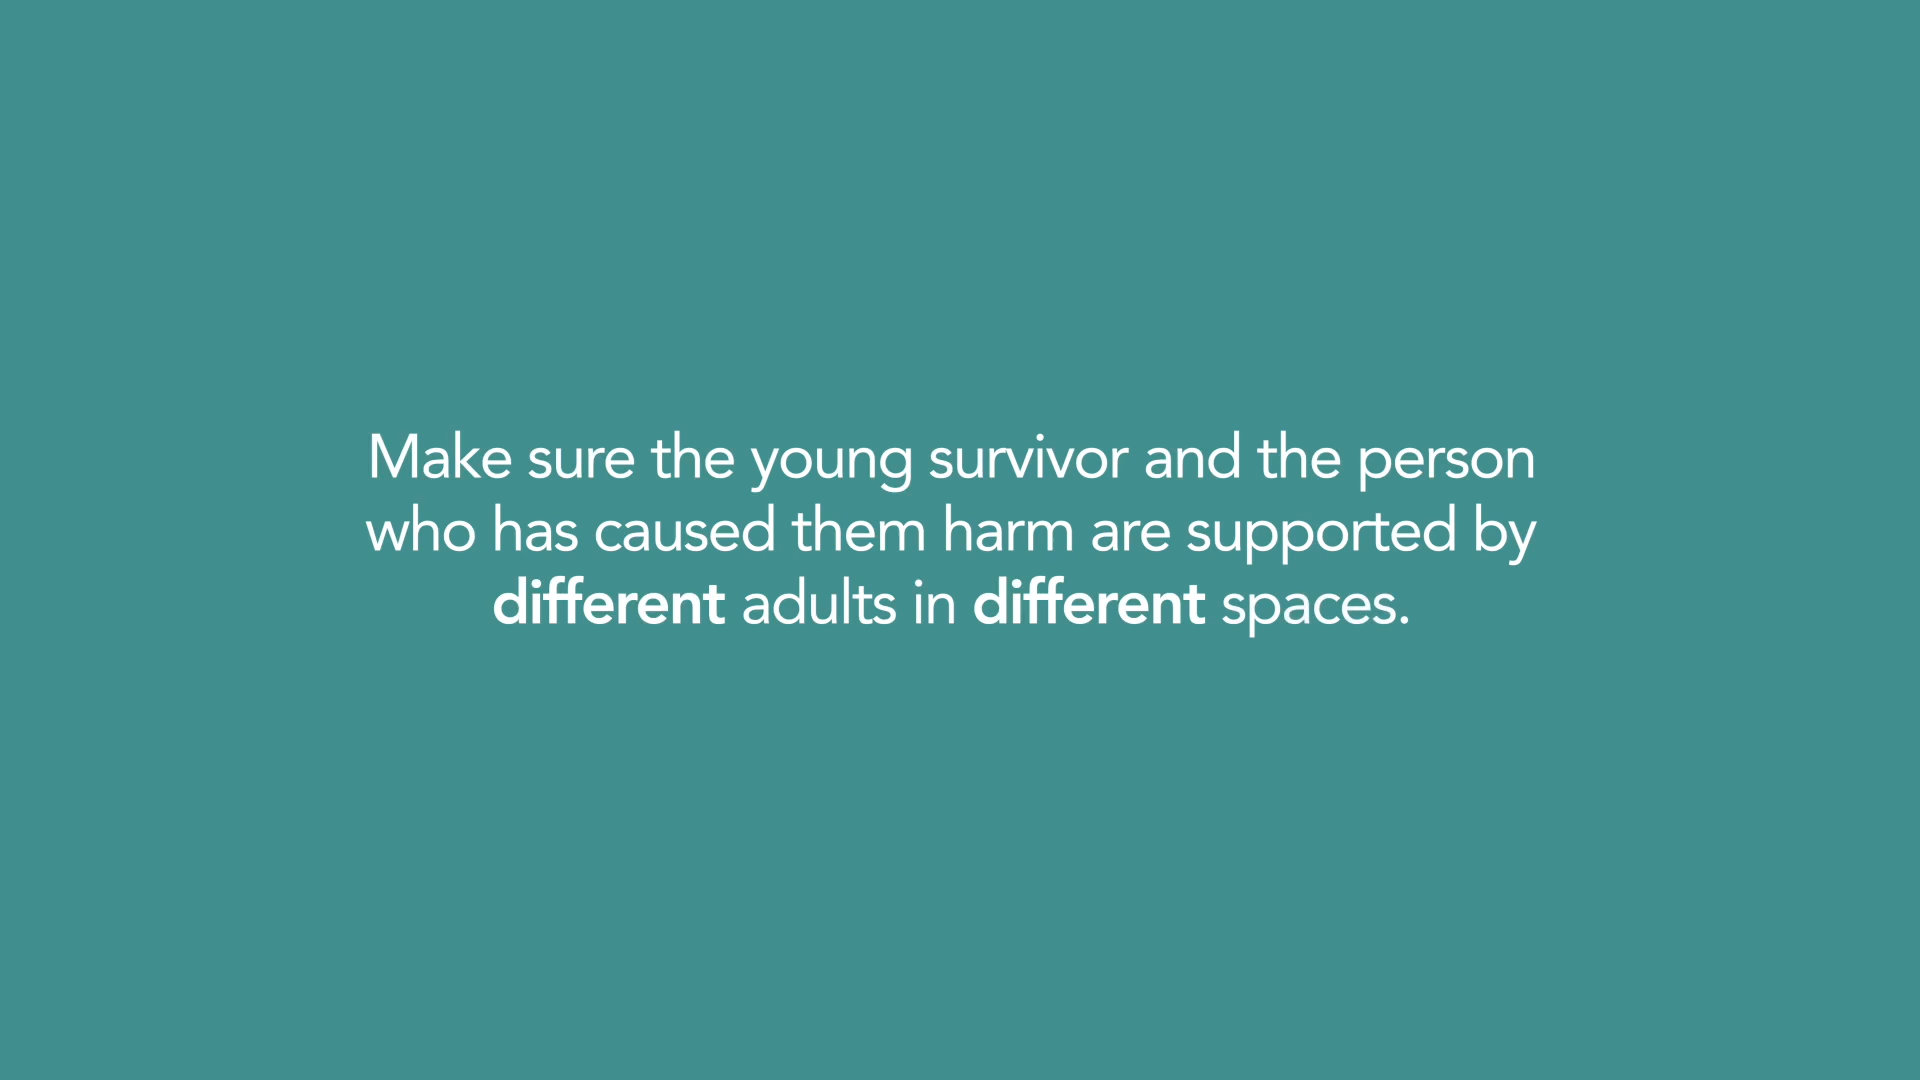 Make sure the young survivor and the person
who has caused them harm are supported by
different adults in different spaces.